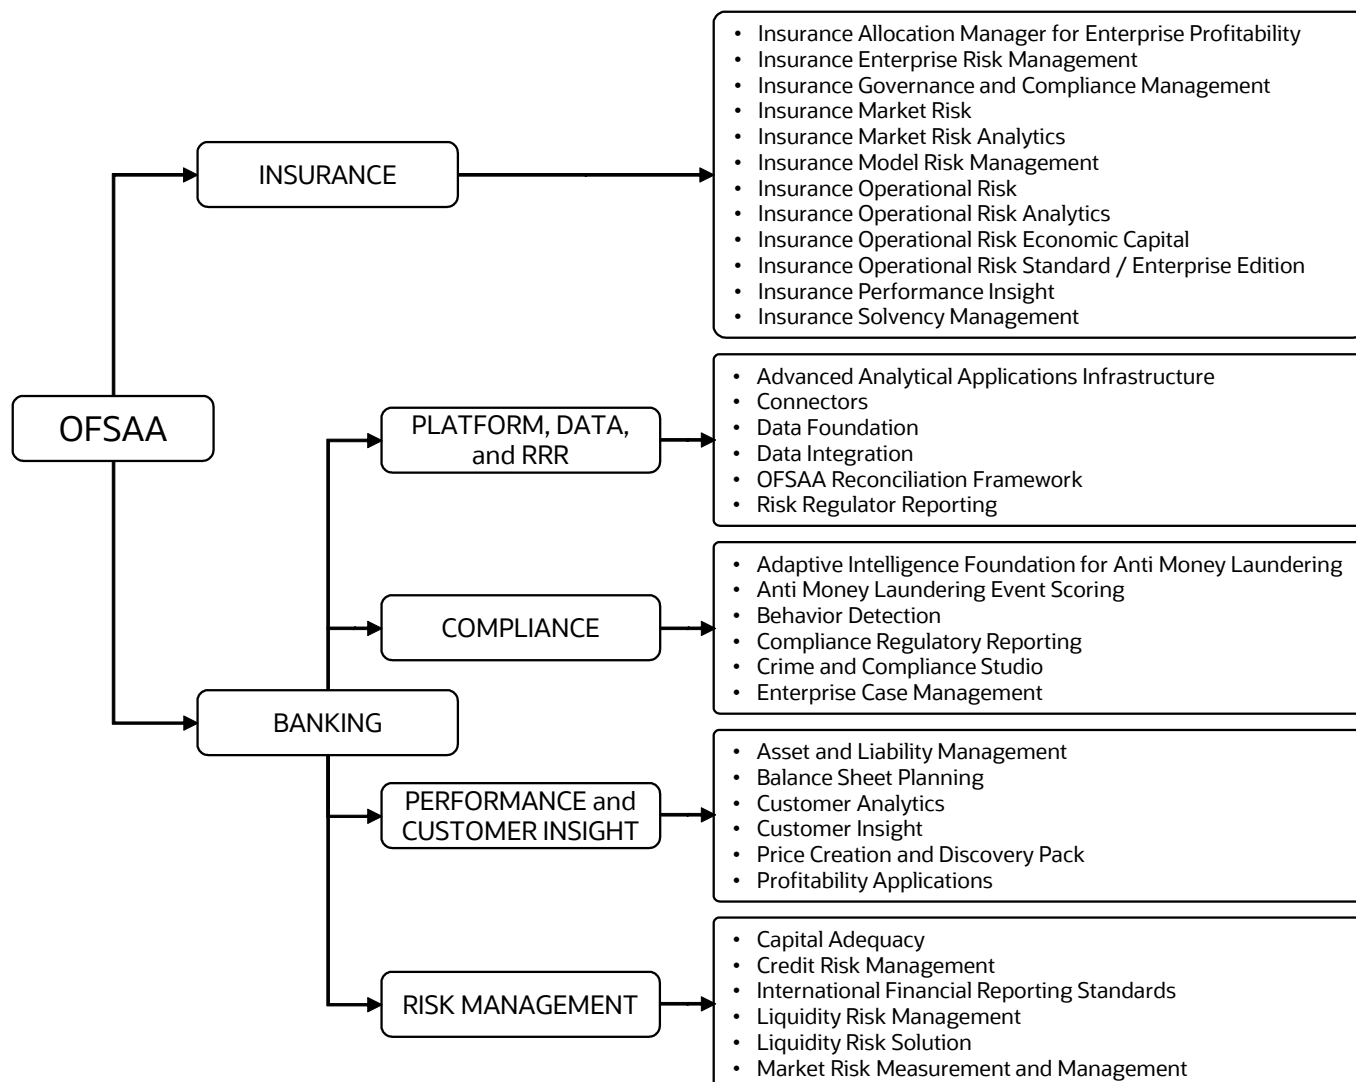 OFSAA
INSURANCE
• Insurance Allocation Manager for Enterprise Profitability
• Insurance Enterprise Risk Management
• Insurance Governance and Compliance Management
• Insurance Market Risk
• Insurance Market Risk Analytics
• Insurance Model Risk Management
• Insurance Operational Risk
• Insurance Operational Risk Analytics
• Insurance Operational Risk Economic Capital
• Insurance Operational Risk Standard / Enterprise Edition
• Insurance Performance Insight
• Insurance Solvency Management
BANKING
PLATFORM, DATA,
and RRR
• Advanced Analytical Applications Infrastructure
• Connectors
• Data Foundation
• Data Integration
• OFSAA Reconciliation Framework
• Risk Regulator Reporting
COMPLIANCE
• Adaptive Intelligence Foundation for Anti Money Laundering
• Anti Money Laundering Event Scoring
• Behavior Detection
• Compliance Regulatory Reporting
• Crime and Compliance Studio
• Enterprise Case Management
PERFORMANCE and
CUSTOMER INSIGHT
• Asset and Liability Management
• Balance Sheet Planning
• Customer Analytics
• Customer Insight
• Price Creation and Discovery Pack
• Profitability Applications
RISK MANAGEMENT
• Capital Adequacy
• Credit Risk Management
• International Financial Reporting Standards
• Liquidity Risk Management
• Liquidity Risk Solution
• Market Risk Measurement and Management